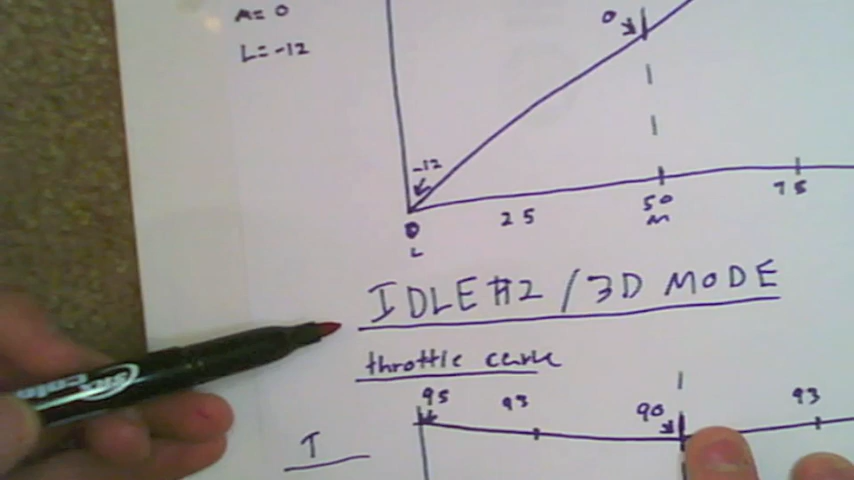 M= 0
L= -12
0
-12
0
L
25
50
M
75
IDLE #2 / 3D MODE
throttle curve
95 93 90 93
T